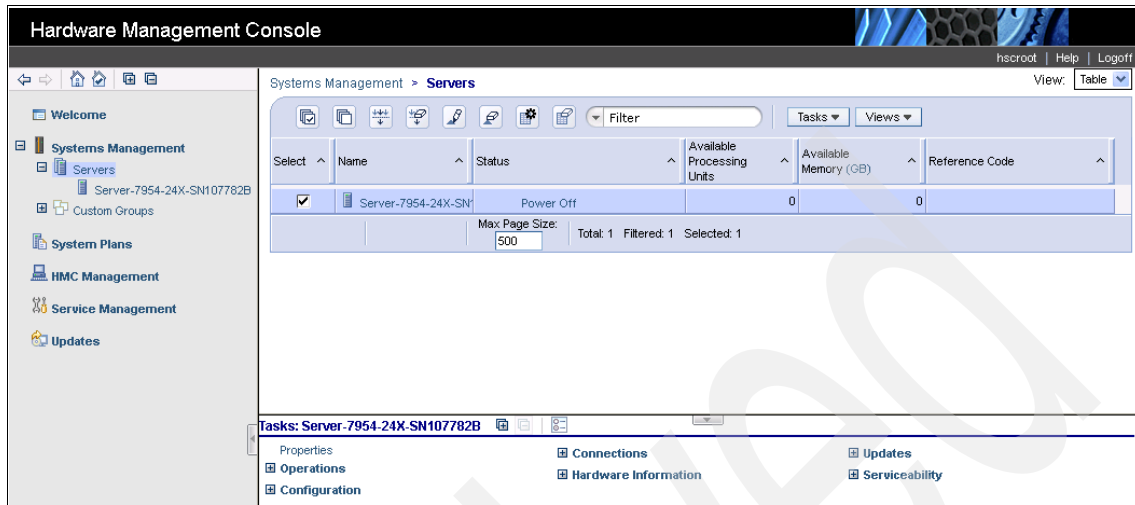 Hardware Management Console
hscroot | Help | Logoff
Systems Management > Servers
View: Table
Welcome
Systems Management
Servers
Server-7954-24X-SN107782B
Custom Groups
System Plans
HMC Management
Service Management
Updates
Filter
Tasks
Views
Select
Name
Status
Available Processing Units
Available Memory (GB)
Reference Code
Server-7954-24X-SN1
Power Off
0
0
Max Page Size:
500
Total: 1 Filtered: 1 Selected: 1
Tasks: Server-7954-24X-SN107782B
Properties
Operations
Configuration
Connections
Hardware Information
Updates
Serviceability